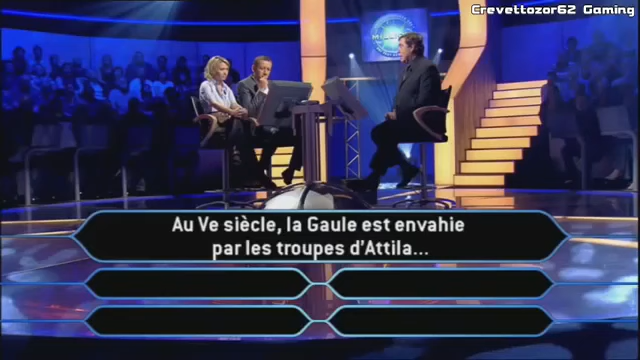 Crevettozor62 Gaming
Au Ve siècle, la Gaule est envahie
par les troupes d'Attila...